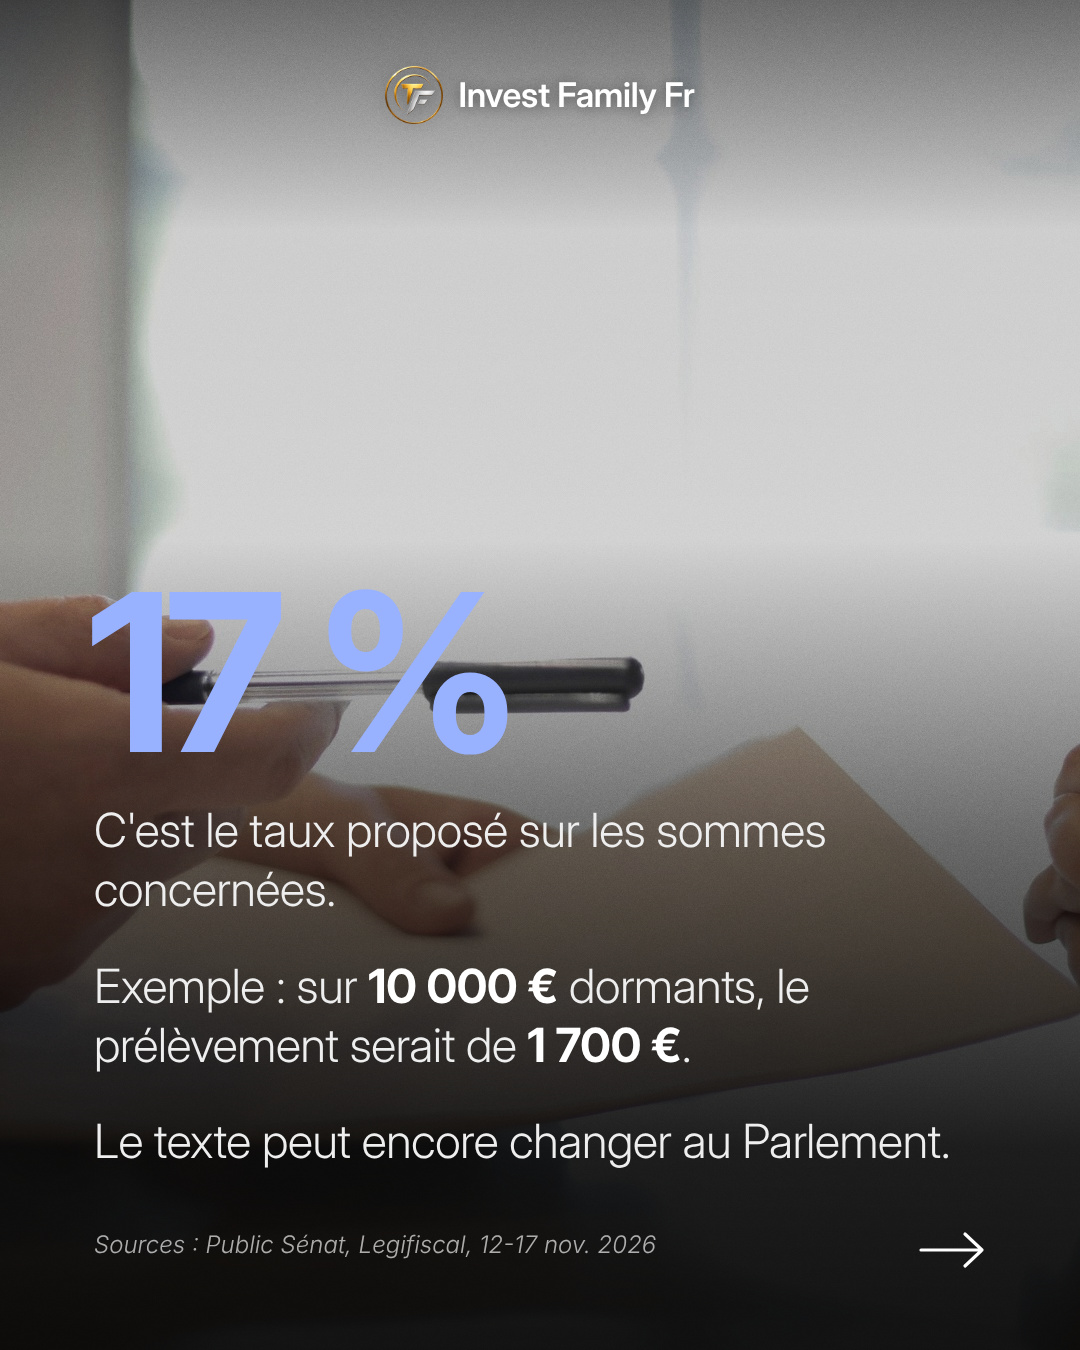 Invest Family Fr
17 %
C'est le taux proposé sur les sommes
concernées.
Exemple : sur 10 000 € dormants, le
prélèvement serait de 1 700 €.
Le texte peut encore changer au Parlement.
Sources : Public Sénat, Legifiscal, 12-17 nov. 2026